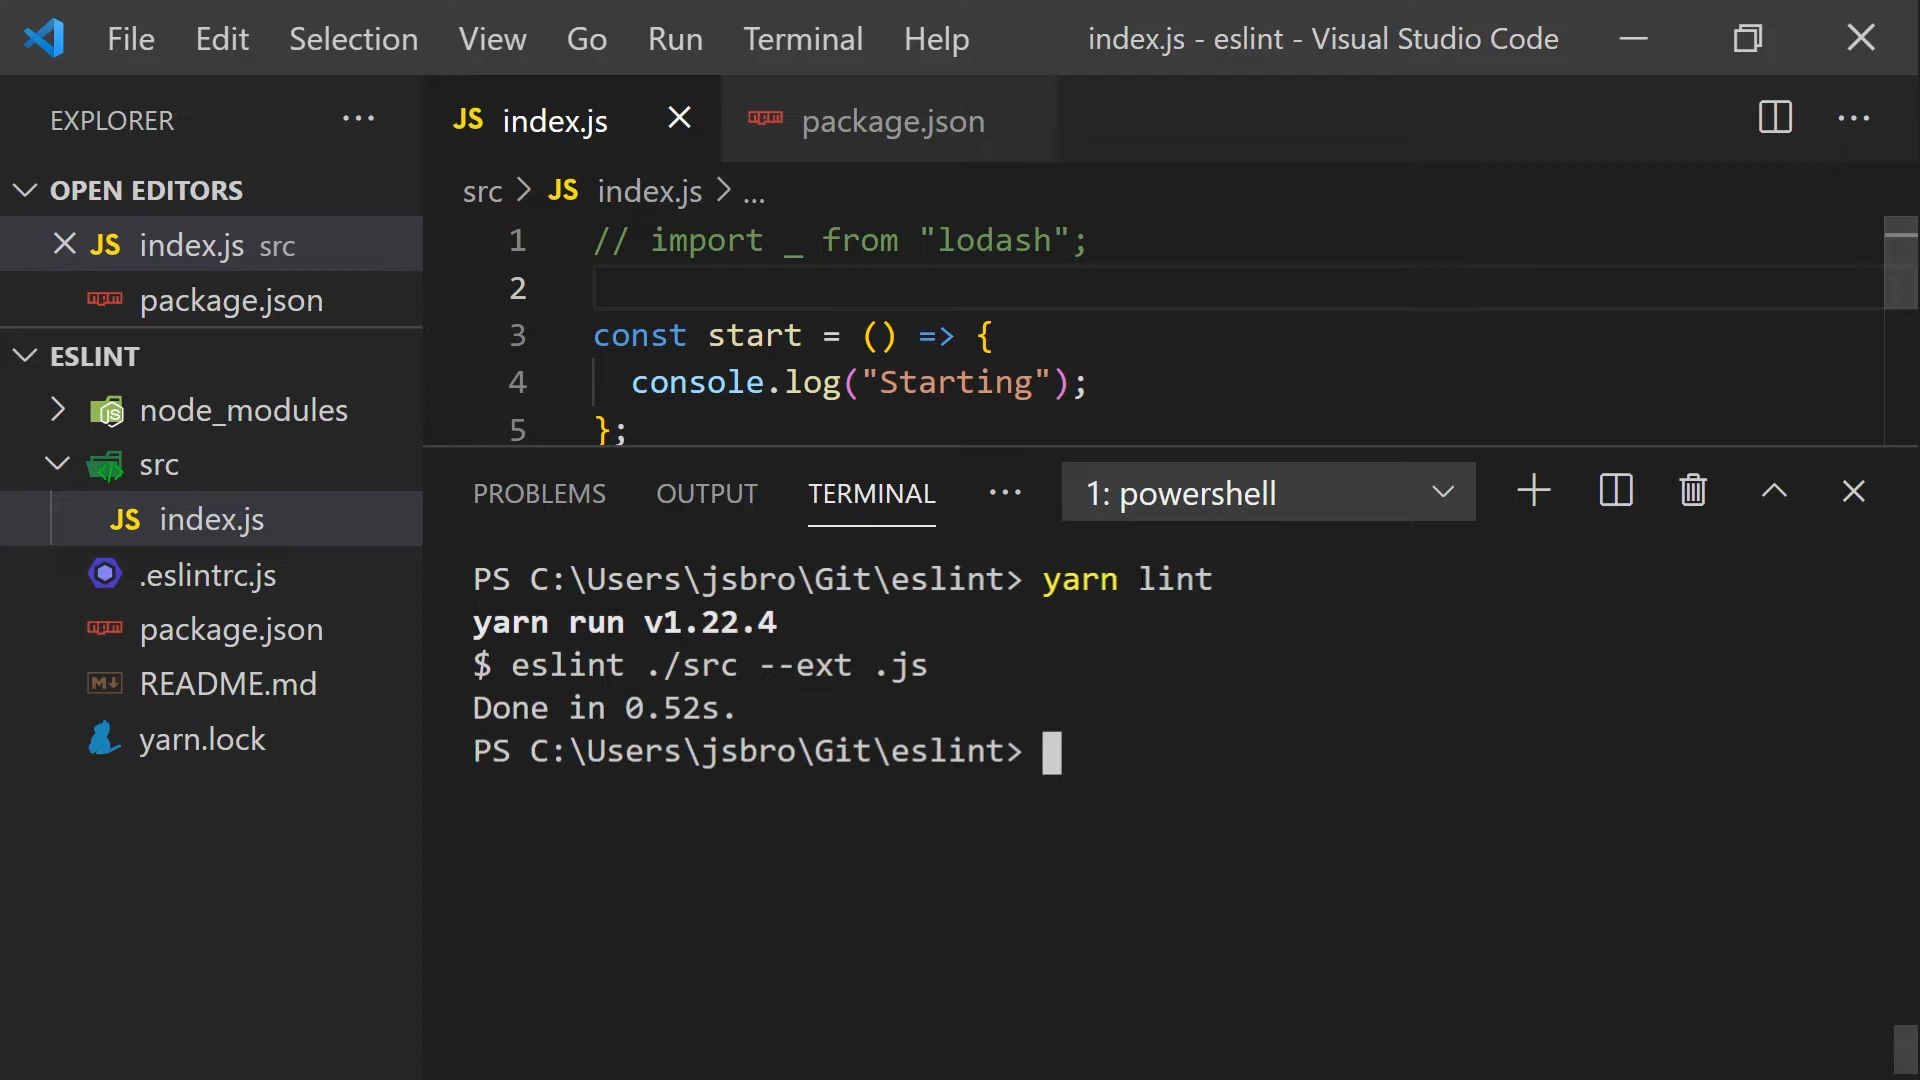 File Edit Selection View Go Run Terminal Help index.js - eslint - Visual Studio Code
EXPLORER ...
OPEN EDITORS
JS index.js src
package.json
ESLINT
node_modules
src
JS index.js
.eslintrc.js
package.json
README.md
yarn.lock
JS index.js package.json ...
src > JS index.js > ...
1 // import _ from "lodash";
2
3 const start = () => {
4 console.log("Starting");
5 };
PROBLEMS OUTPUT TERMINAL ... 1: powershell
PS C:\Users\jsbro\Git\eslint> yarn lint
yarn run v1.22.4
$ eslint ./src --ext .js
Done in 0.52s.
PS C:\Users\jsbro\Git\eslint>